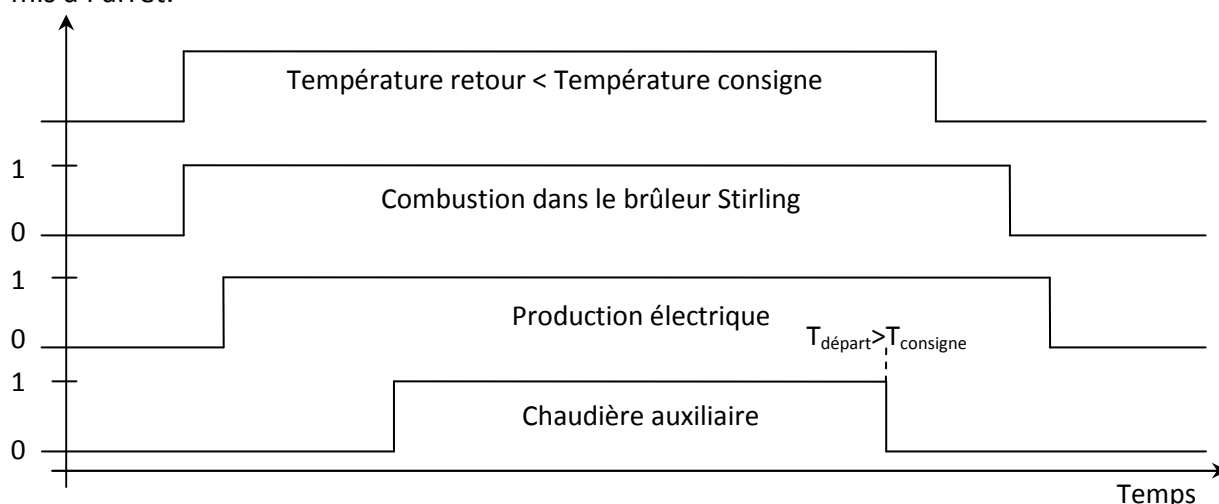 mis à l'arrêt.
Température retour < Température consigne
1
Combustion dans le brûleur Stirling
0
1
Production électrique
0
Tdépart>Tconsigne
1
Chaudière auxiliaire
0
Temps